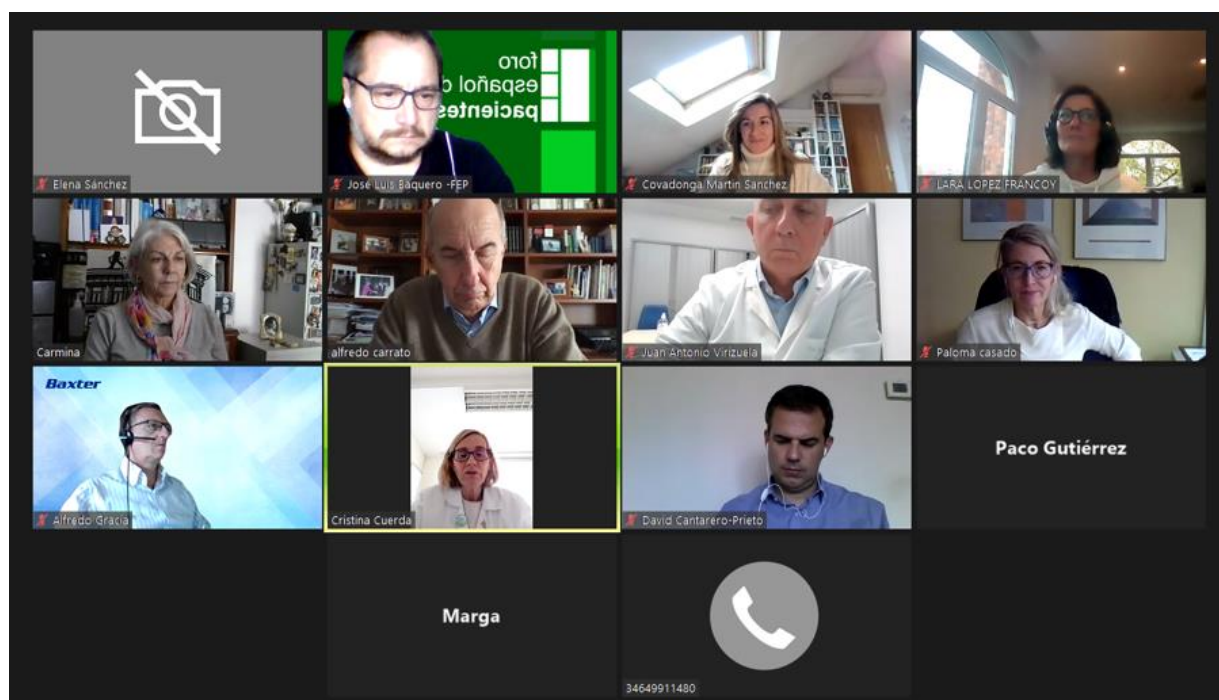 Elena Sánchez
foro
español d
pacientes
José Luis Baquero -FEP
Covadonga Martin Sanchez
LARA LOPEZ FRANCOY
Carmina
alfredo carrato
Juan Antonio Virizuela
Paloma casado
Baxter
Alfredo Gracia
Cristina Cuerda
David Cantarero-Prieto
Paco Gutiérrez
Marga
34649911480